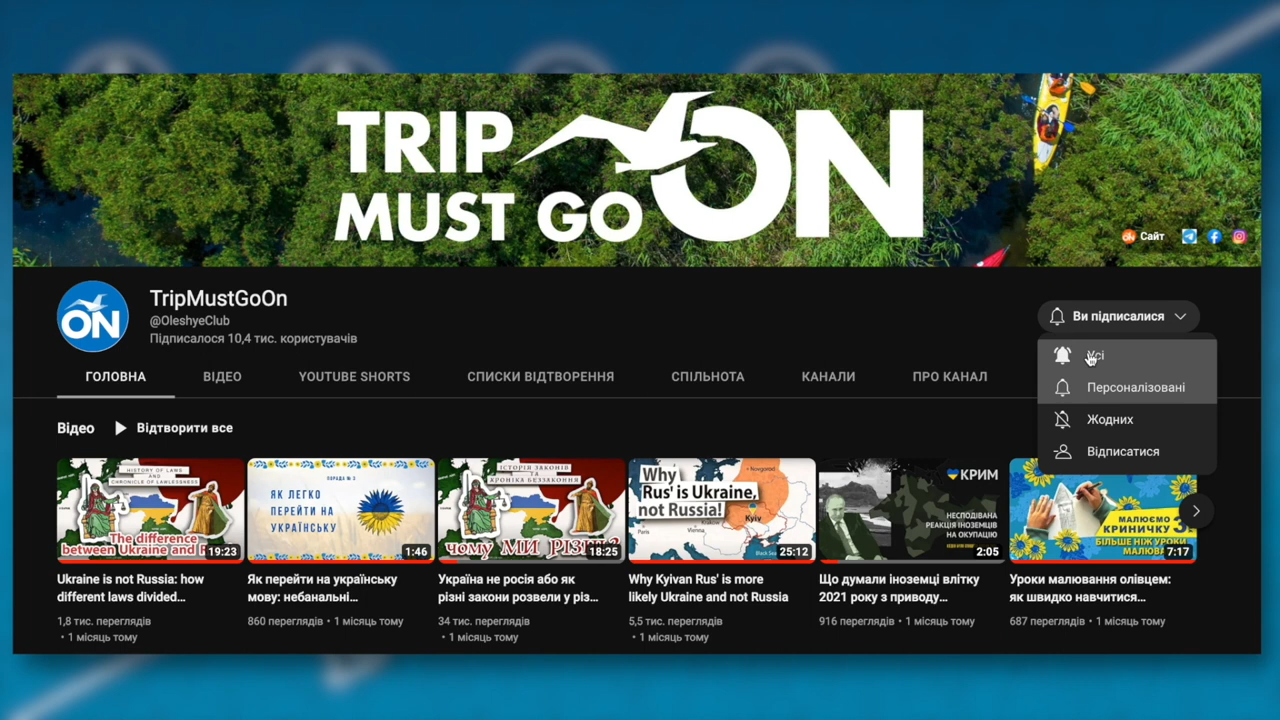 TRIP
MUST GO ON
Сайт
ON
TripMustGoOn
@OleshyeClub
Підписалося 10,4 тис. користувачів
Ви підписалися
Усі
Персоналізовані
Жодних
Відписатися
ГОЛОВНА
ВІДЕО
YOUTUBE SHORTS
СПИСКИ ВІДТВОРЕННЯ
СПІЛЬНОТА
КАНАЛИ
ПРО КАНАЛ
Відео
Відтворити все
HISTORY OF LAWS
AND
CHRONICLE OF LAWLESSNESS
The difference
between Ukraine and R
19:23
Ukraine is not Russia: how
different laws divided...
1,8 тис. переглядів
• 1 місяць тому
ПОРАДА № 3
ЯК ЛЕГКО
ПЕРЕЙТИ НА
УКРАЇНСЬКУ
1:46
Як перейти на українську
мову: небанальні...
860 переглядів • 1 місяць тому
ІСТОРІЯ ЗАКОНІВ
ТА
ХРОНІКА БЕЗЗАКОННЯ
чому МИ РІЗНІ?
18:25
Україна не росія або як
різні закони розвели у різ...
34 тис. переглядів
• 1 місяць тому
Why
Rus' is Ukraine,
not Russia!
Novgorod
Kyiv
Black Sea
25:12
Why Kyivan Rus' is more
likely Ukraine and not Russia
5,5 тис. переглядів
• 1 місяць тому
КРИМ
НЕСПОДІВАНА
РЕАКЦІЯ ІНОЗЕМЦІВ
НА ОКУПАЦІЮ
2:05
Що думали іноземці влітку
2021 року з приводу...
916 переглядів • 1 місяць тому
МАЛЮЄМО
КРИНИЧКУ З
БІЛЬШЕ НІЖ УРОКИ
МАЛЮВА
7:17
Уроки малювання олівцем:
як швидко навчитися...
687 переглядів • 1 місяць тому